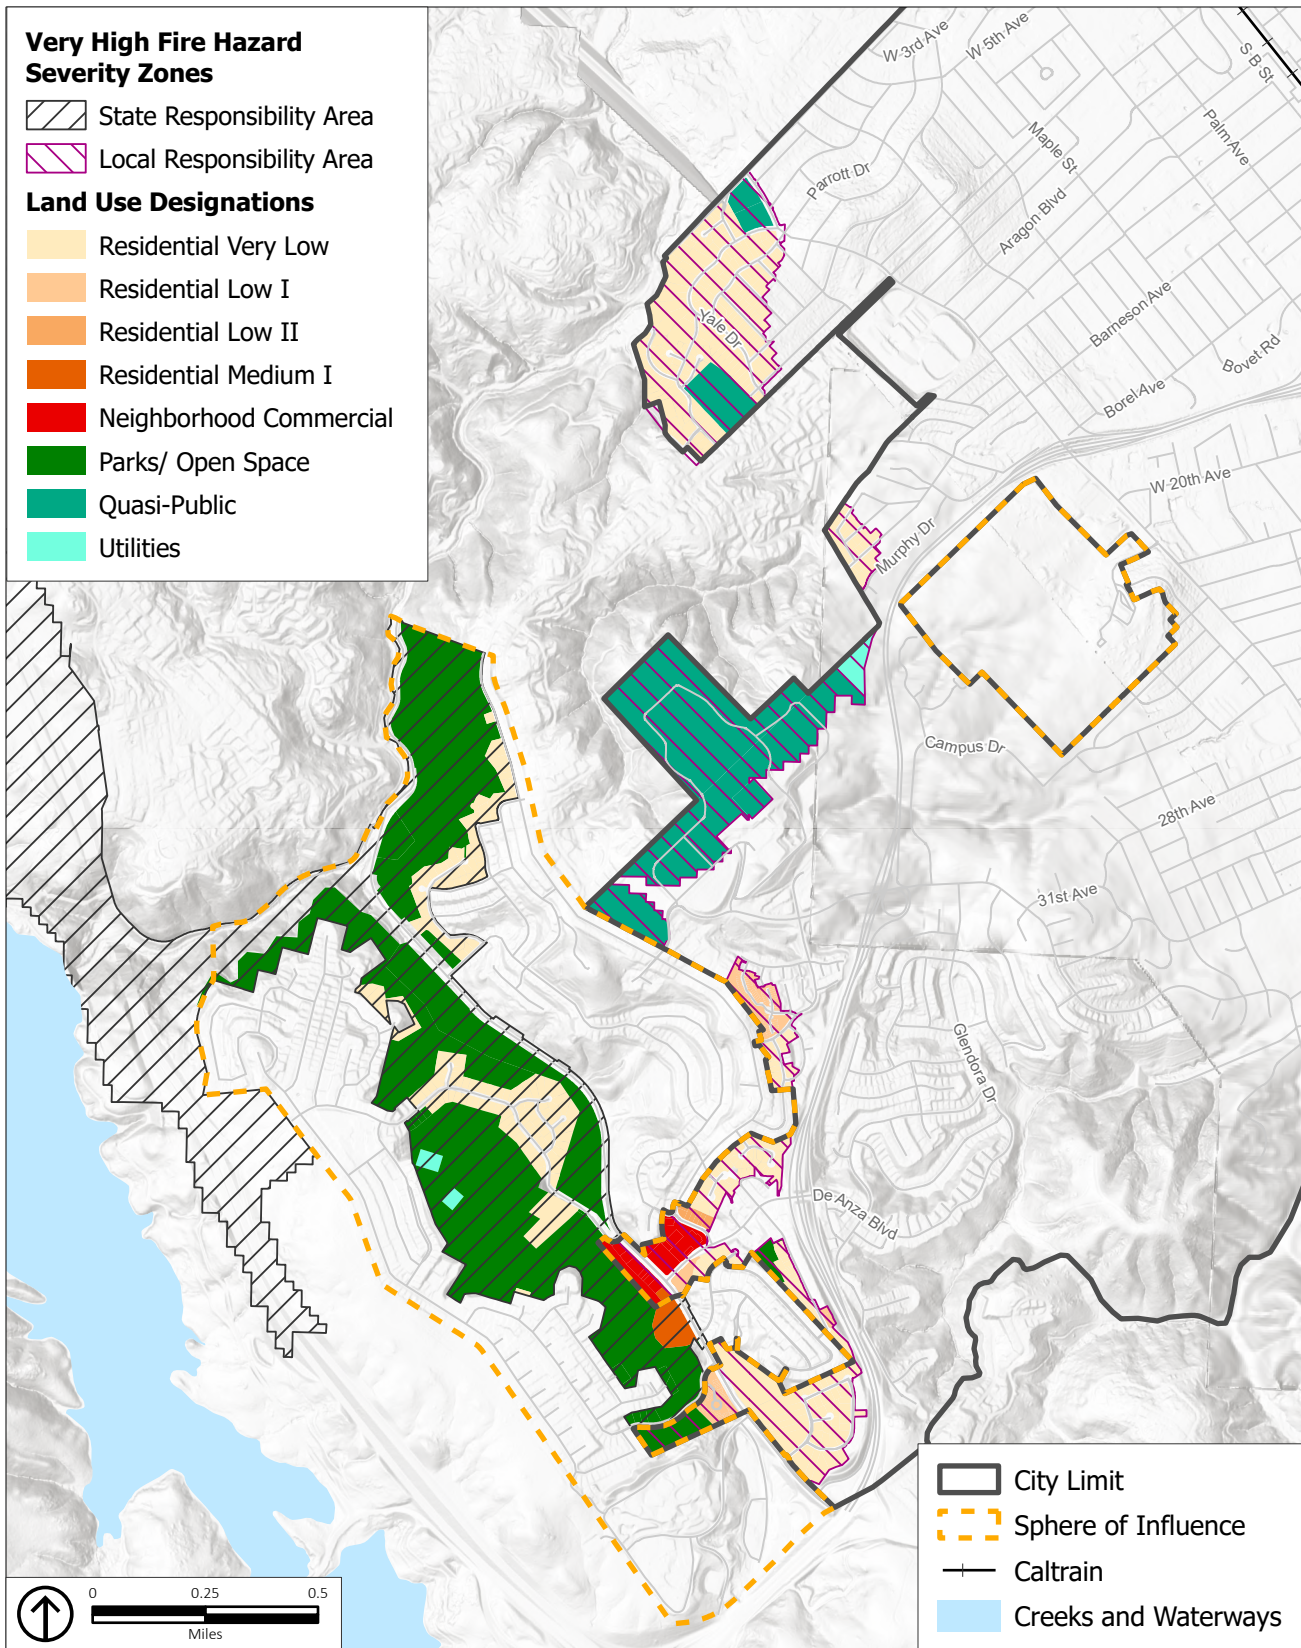 Very High Fire Hazard
Severity Zones
State Responsibility Area
Local Responsibility Area
Land Use Designations
Residential Very Low
Residential Low I
Residential Low II
Residential Medium I
Neighborhood Commercial
Parks/ Open Space
Quasi-Public
Utilities
W 3rd Ave
W 5th Ave
S B St
Palm Ave
Maple St
Parrott Dr
Aragon Blvd
Yale Dr
Barneson Ave
Bovet Rd
Borel Ave
W 20th Ave
Murphy Dr
Campus Dr
28th Ave
31st Ave
Glendora Dr
De Anza Blvd
City Limit
Sphere of Influence
Caltrain
Creeks and Waterways
0 0.25 0.5
Miles